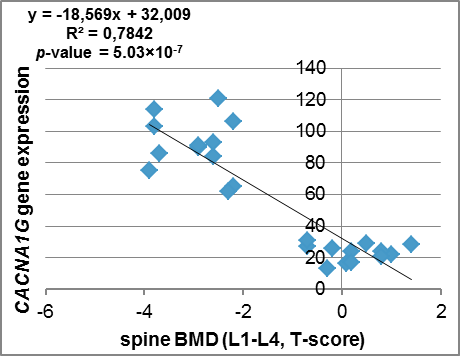 y = -18,569x + 32,009
R² = 0,7842
p-value = 5.03×10⁻⁷
CACNA1G gene expression
140
120
100
80
60
40
20
0
-6 -4 -2 0 2
spine BMD (L1-L4, T-score)